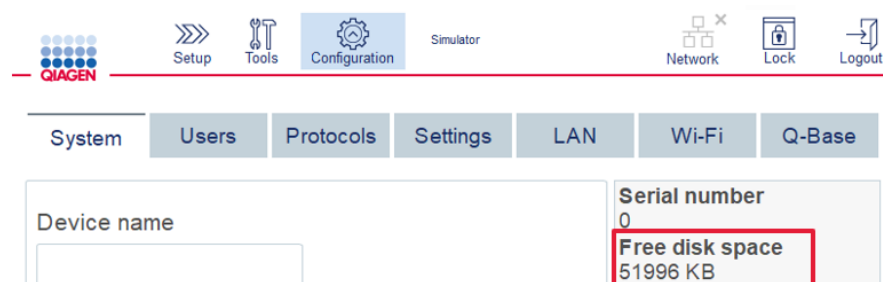 QIAGEN
Setup
Tools
Configuration
Simulator
Network
Lock
Logout
System
Users
Protocols
Settings
LAN
Wi-Fi
Q-Base
Device name
Serial number
0
Free disk space
51996 KB